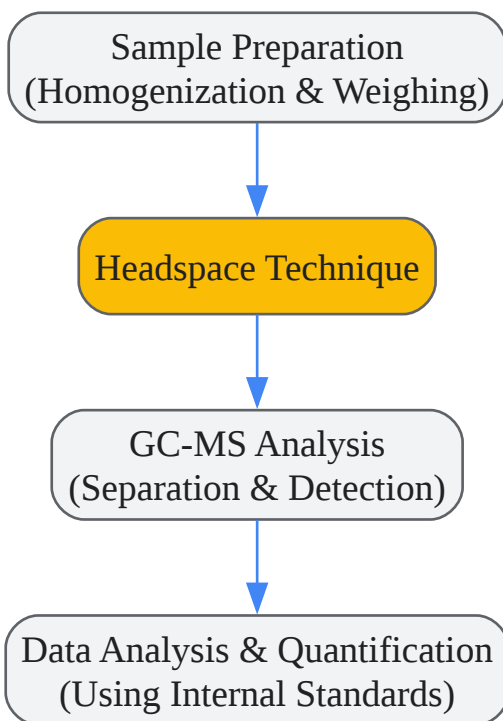 Sample Preparation
(Homogenization & Weighing)
Headspace Technique
GC-MS Analysis
(Separation & Detection)
Data Analysis & Quantification
(Using Internal Standards)